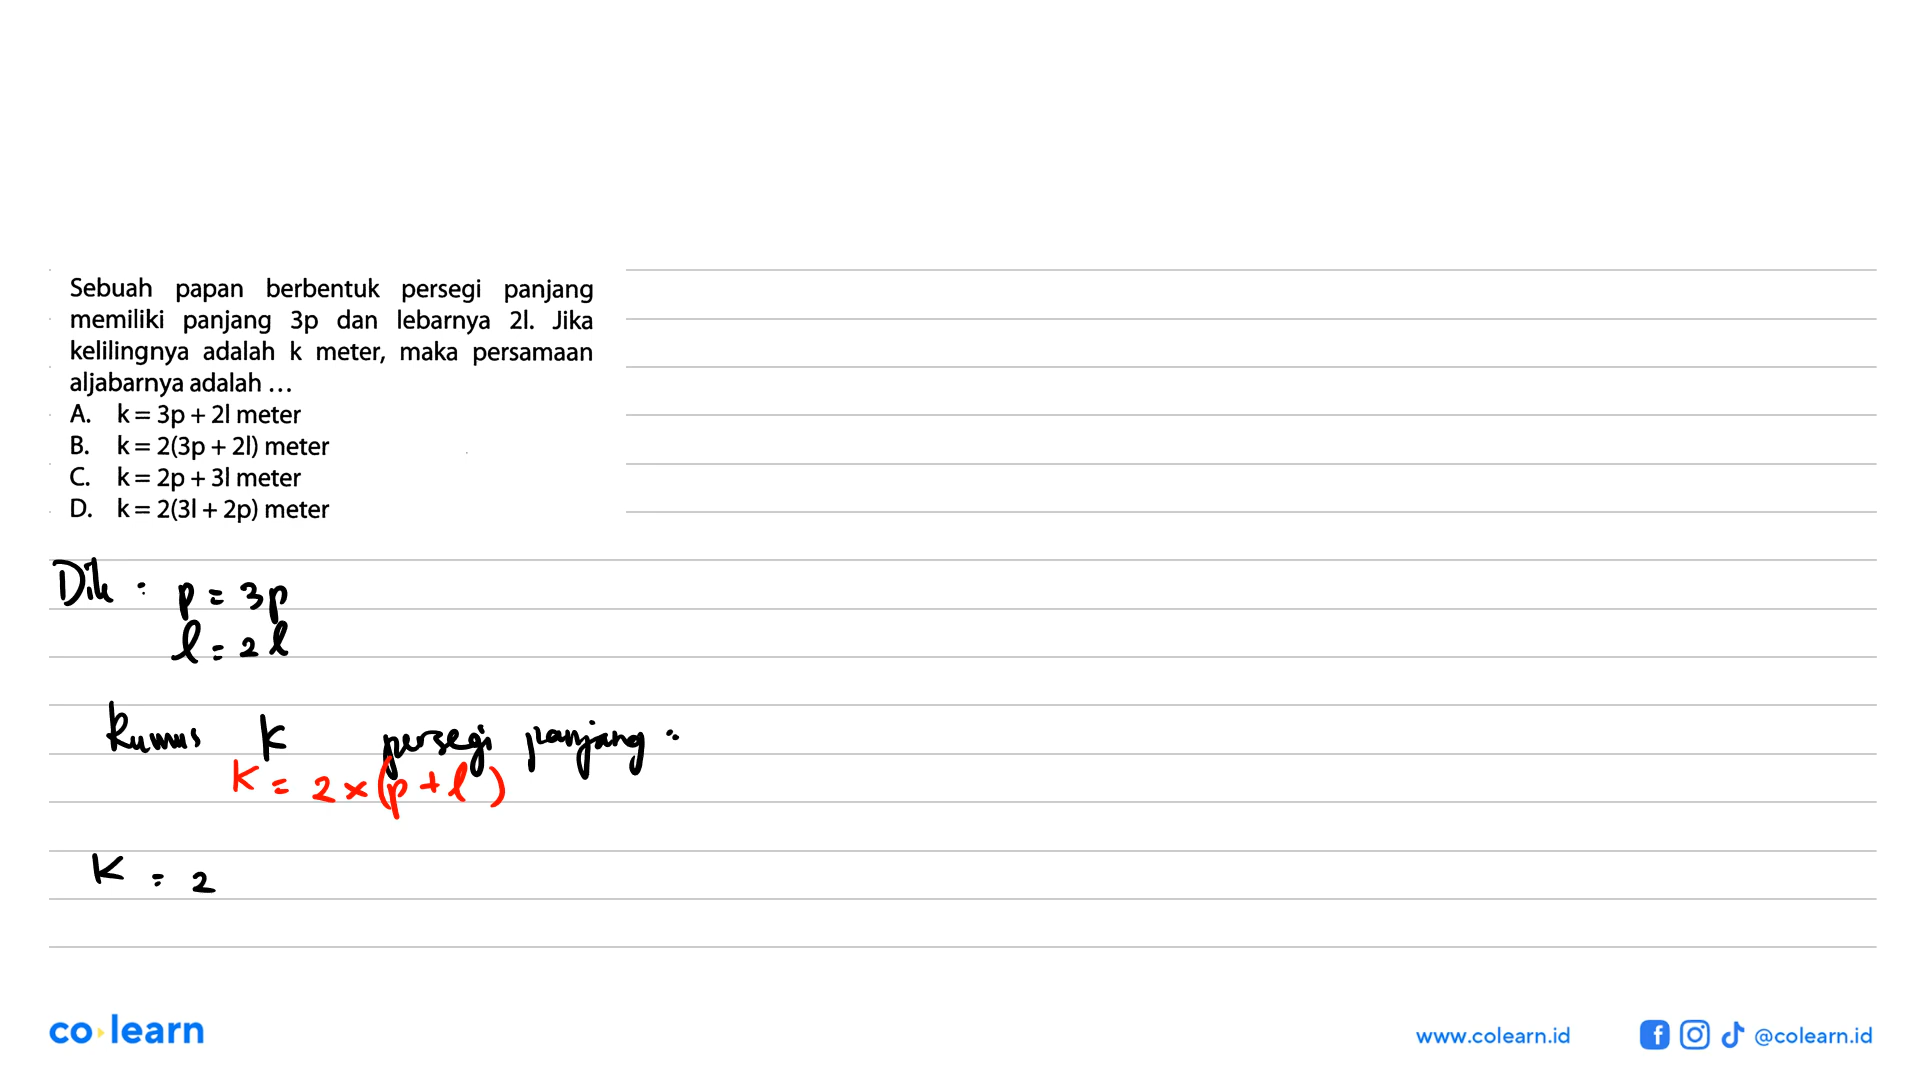 Sebuah papan berbentuk persegi panjang
memiliki panjang 3p dan lebarnya 2l. Jika
kelilingnya adalah k meter, maka persamaan
aljabarnya adalah ...
A. k = 3p + 2l meter
B. k = 2(3p + 2l) meter
C. k = 2p + 3l meter
D. k = 2(3l + 2p) meter
Dik : p = 3p
l = 2l
Rumus K persegi panjang :
K = 2 × (p + l)
K = 2
co learn
www.colearn.id
@colearn.id